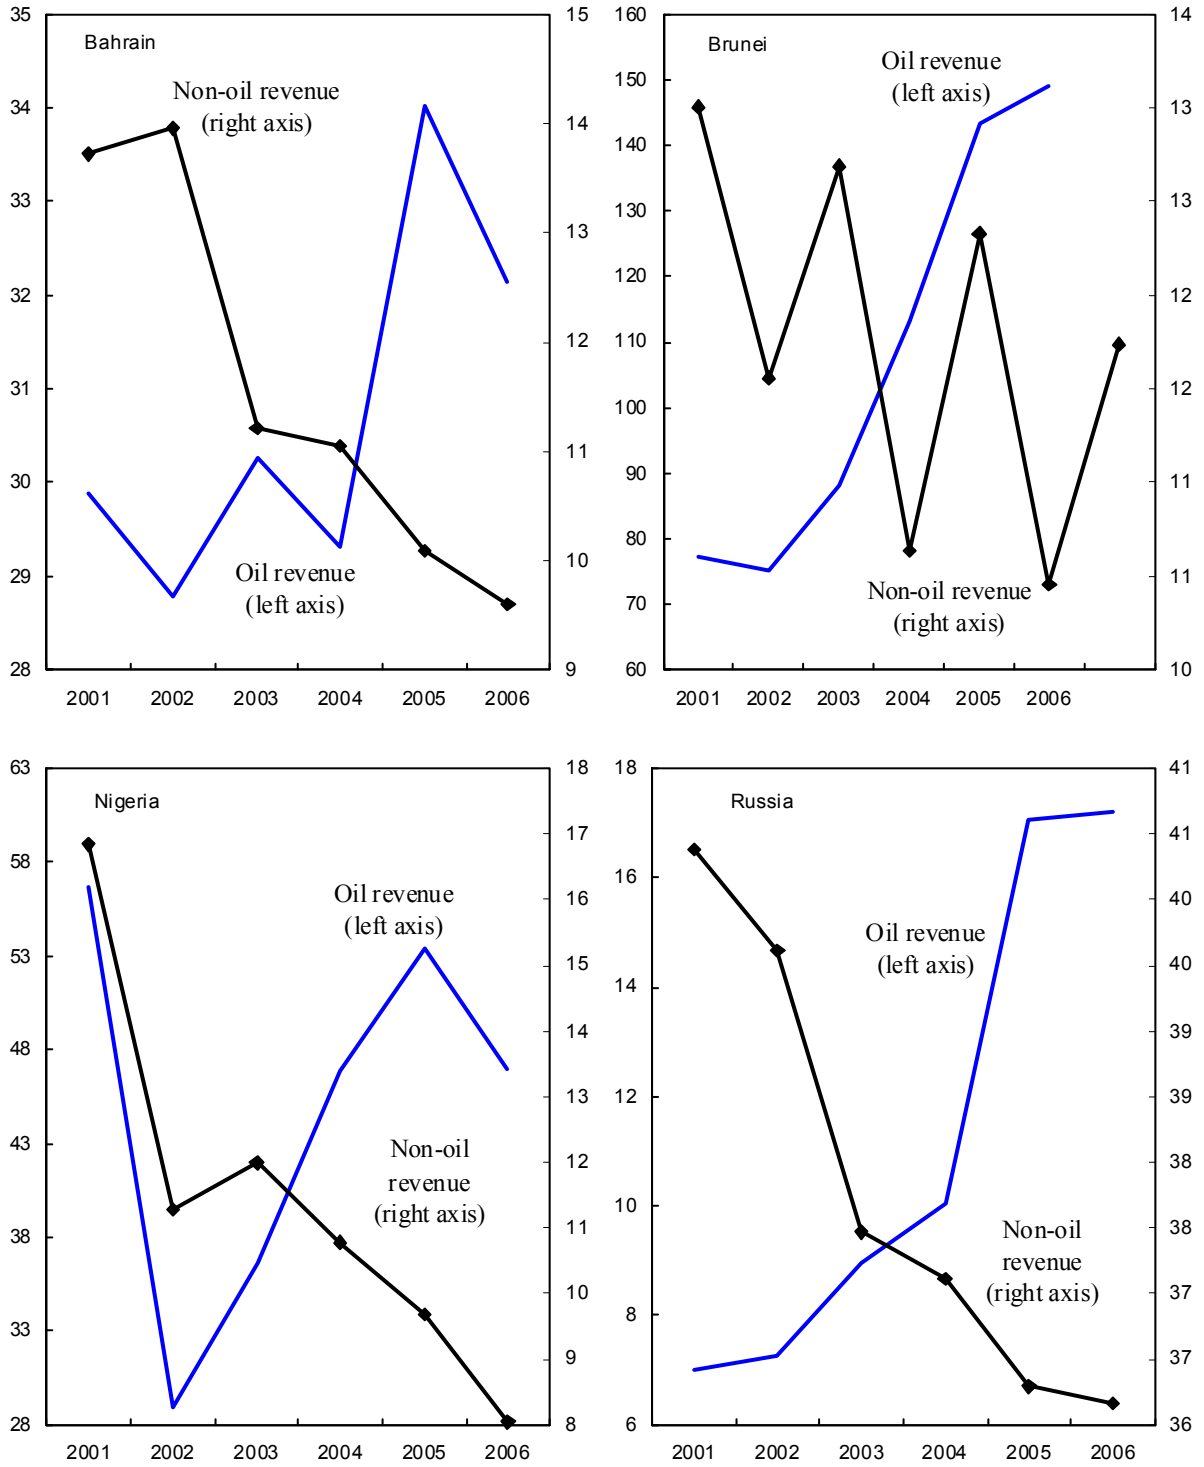 Bahrain
35
34
33
32
31
30
29
28
15
14
13
12
11
10
9
Non-oil revenue
(right axis)
Oil revenue
(left axis)
2001 2002 2003 2004 2005 2006
Brunei
160
150
140
130
120
110
100
90
80
70
60
14
13
13
12
12
11
11
10
Oil revenue
(left axis)
Non-oil revenue
(right axis)
2001 2002 2003 2004 2005 2006
Nigeria
63
58
53
48
43
38
33
28
18
17
16
15
14
13
12
11
10
9
8
Oil revenue
(left axis)
Non-oil
revenue
(right axis)
2001 2002 2003 2004 2005 2006
Russia
18
16
14
12
10
8
6
41
41
40
40
39
39
38
38
37
37
36
Oil revenue
(left axis)
Non-oil
revenue
(right axis)
2001 2002 2003 2004 2005 2006